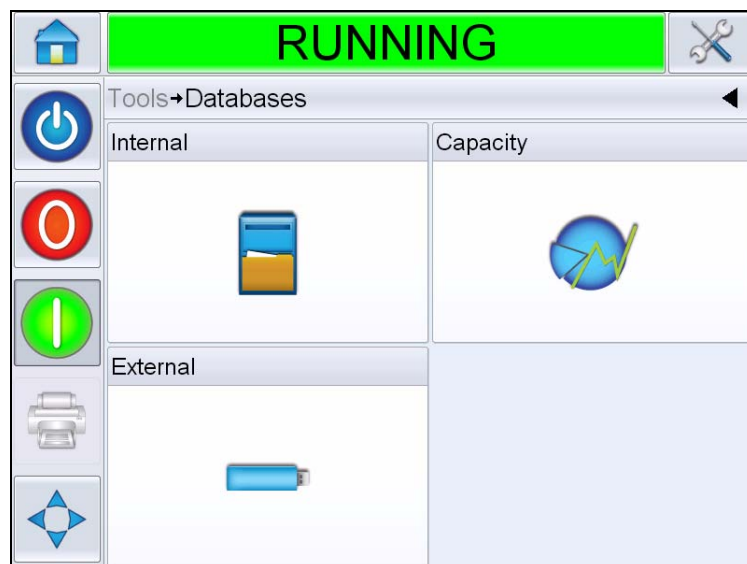 RUNNING
Tools→Databases
Internal
Capacity
External